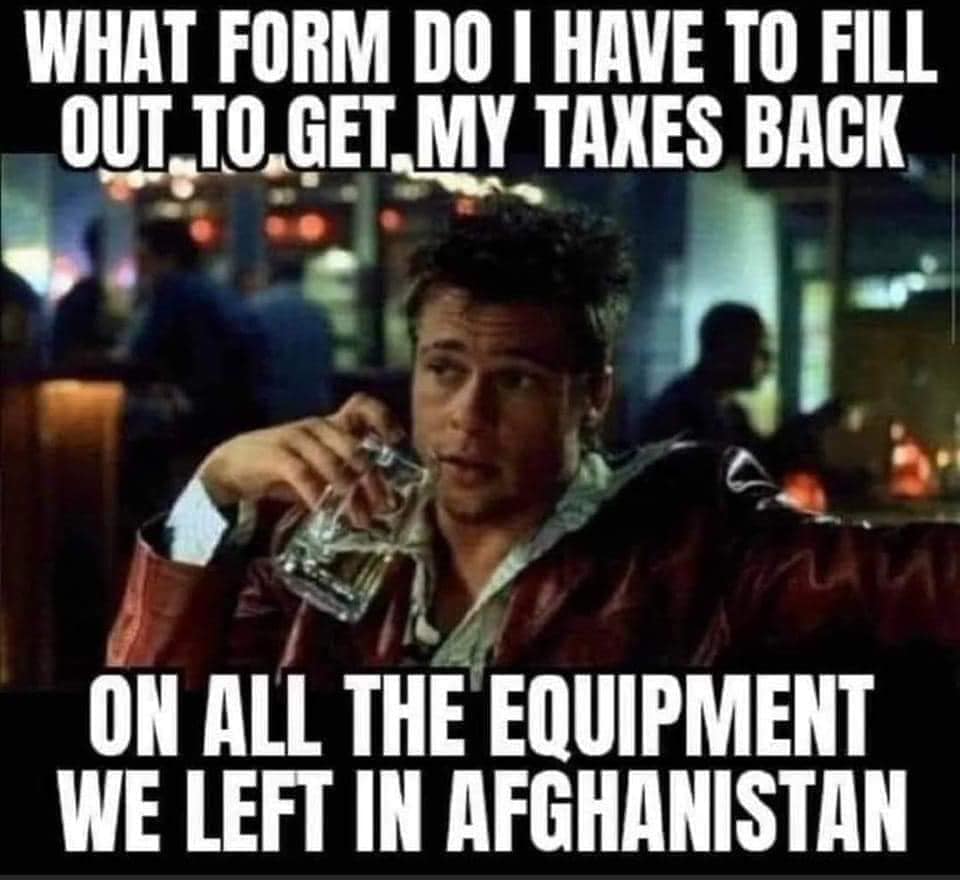 WHAT FORM DO I HAVE TO FILL
OUT TO GET MY TAXES BACK
ON ALL THE EQUIPMENT
WE LEFT IN AFGHANISTAN